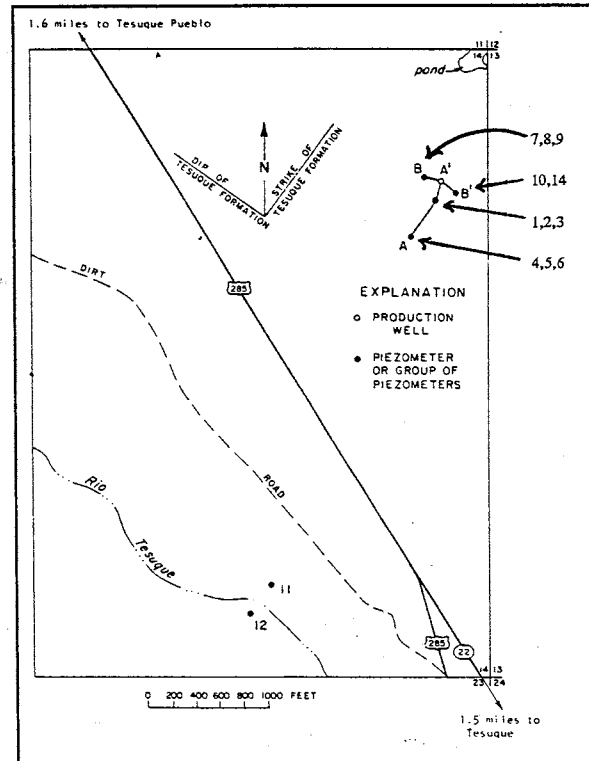 1.6 miles to Tesuque Pueblo
11 12
14 13
pond
7,8,9
B
A'
B'
10,14
1,2,3
A
4,5,6
N
DIP OF
TESUQUE FORMATION
STRIKE OF
TESUQUE FORMATION
285
DIRT
ROAD
EXPLANATION
PRODUCTION
WELL
PIEZOMETER
OR GROUP OF
PIEZOMETERS
Rio
Tesuque
11
12
285
22
14 13
23 24
0 200 400 600 800 1000 FEET
1.5 miles to
Tesuque